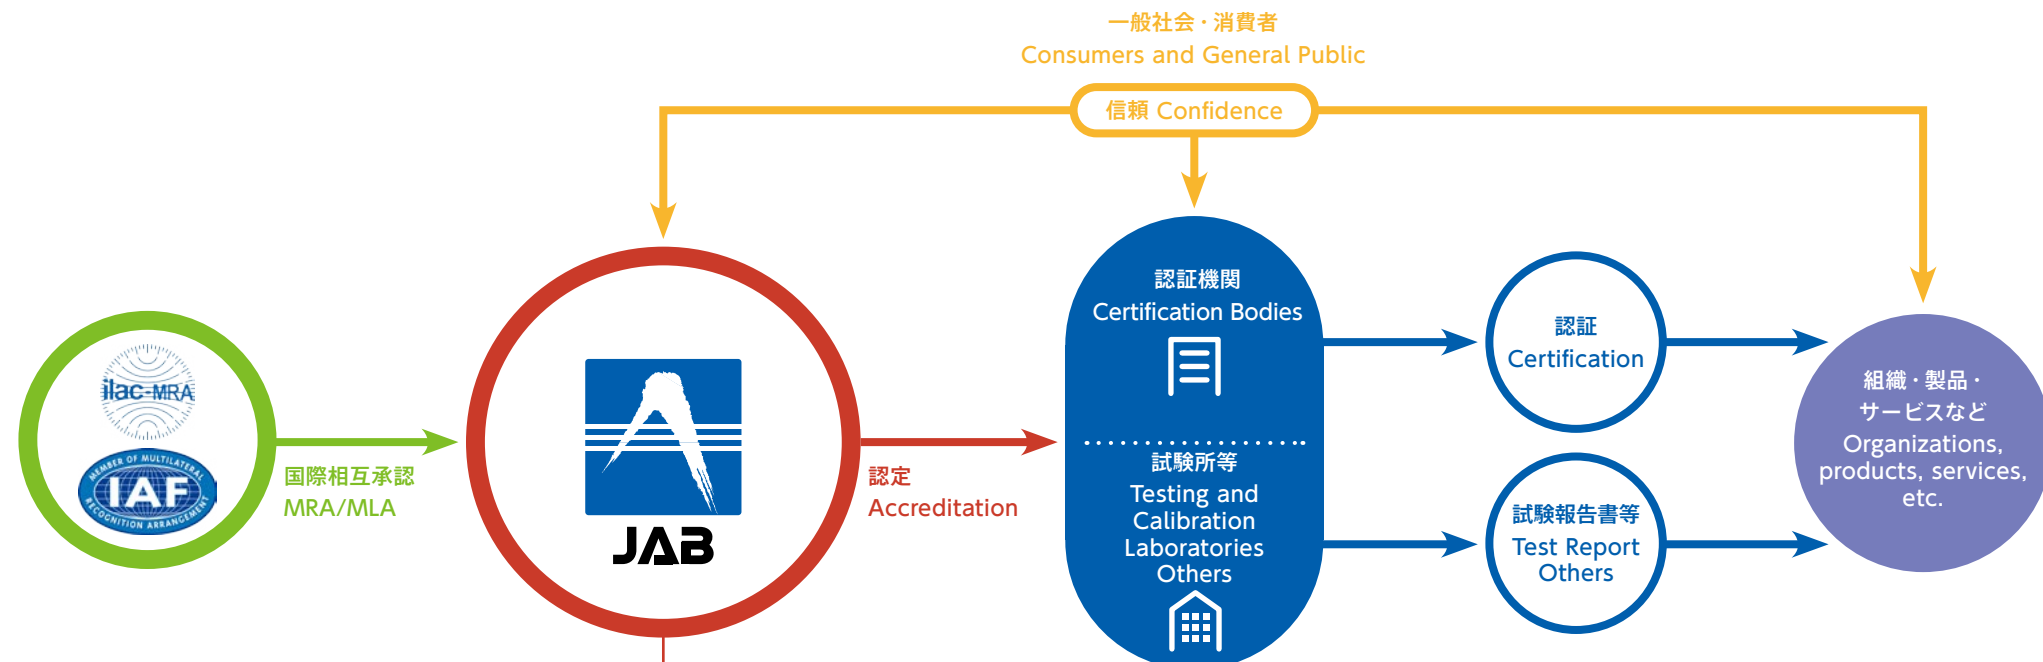 一般社会・消費者
Consumers and General Public
信頼 Confidence
ilac-MRA
MEMBER OF MULTILATERAL
IAF
RECOGNITION ARRANGEMENT
国際相互承認
MRA/MLA
JAB
認定
Accreditation
認証機関
Certification Bodies
試験所等
Testing and
Calibration
Laboratories
Others
認証
Certification
試験報告書等
Test Report
Others
組織・製品・
サービスなど
Organizations,
products, services,
etc.